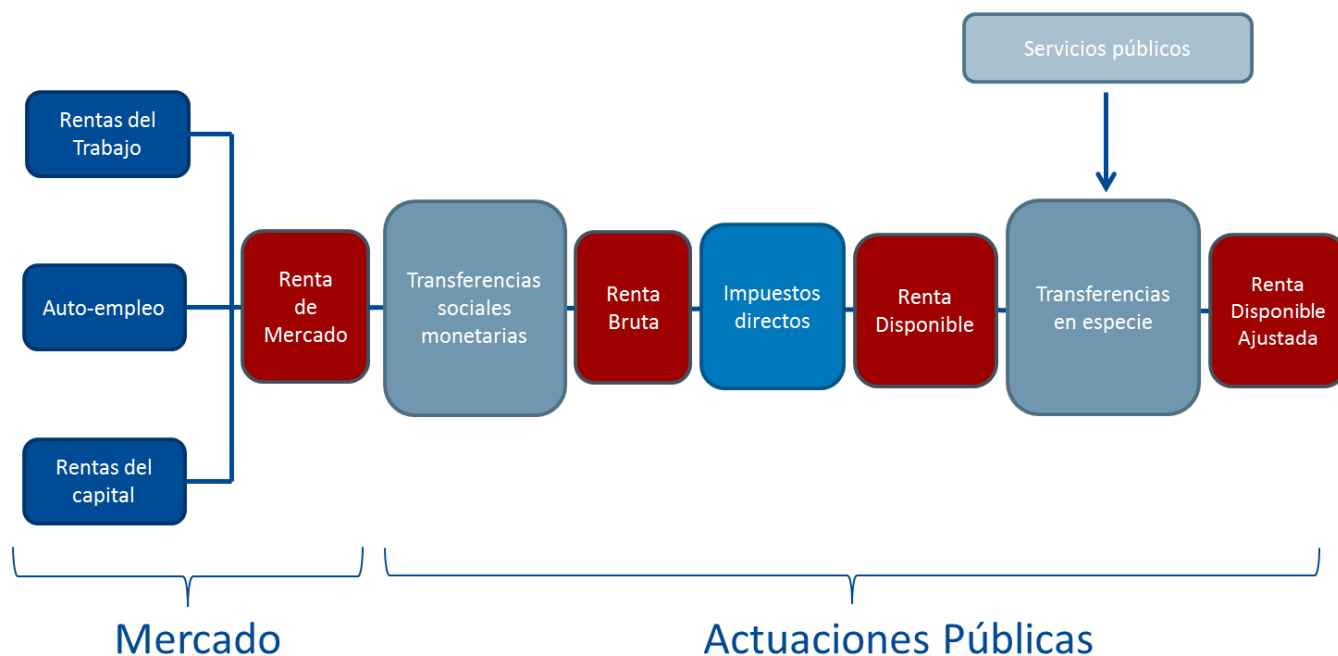 Servicios públicos
Rentas del
Trabajo
Auto-empleo
Rentas del
capital
Renta
de
Mercado
Transferencias
sociales
monetarias
Renta
Bruta
Impuestos
directos
Renta
Disponible
Transferencias
en especie
Renta
Disponible
Ajustada
Mercado
Actuaciones Públicas